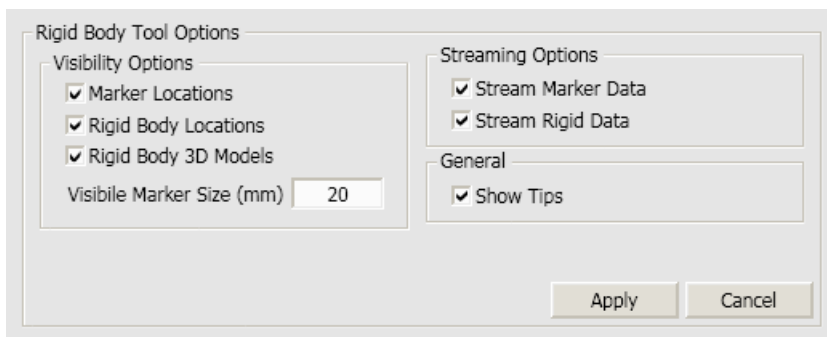 Rigid Body Tool Options
Visibility Options
Marker Locations
Rigid Body Locations
Rigid Body 3D Models
Visibile Marker Size (mm) 20
Streaming Options
Stream Marker Data
Stream Rigid Data
General
Show Tips
Apply Cancel